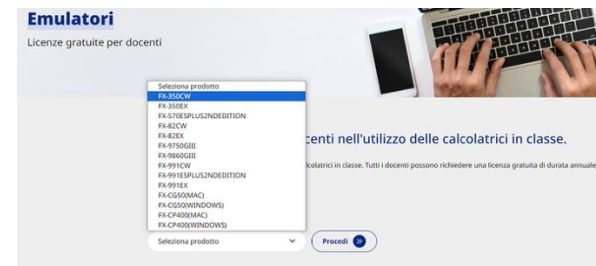 Emulatori
Licenze gratuite per docenti
Seleziona prodotto
FX-350CW
FX-350EX
FX-570ESPLUS2NDEDITION
FX-82CW
FX-82EX
FX-9750GIII
FX-9860GIII
FX-991CW
FX-991ESPLUS2NDEDITION
FX-991EX
FX-CG50(MAC)
FX-CG50(WINDOWS)
FX-CP400(MAC)
FX-CP400(WINDOWS)
centi nell'utilizzo delle calcolatrici in classe.
lcolatrici in classe. Tutti i docenti possono richiedere una licenza gratuita di durata annuale
Seleziona prodotto
Procedi